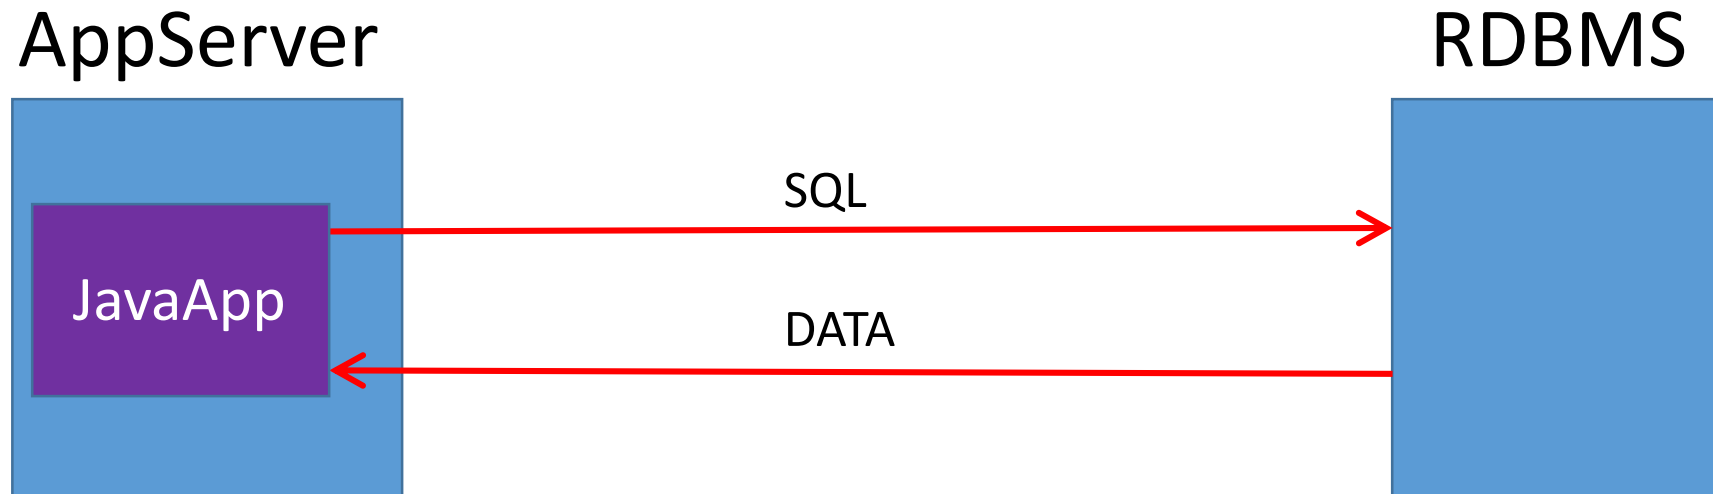 AppServer
RDBMS
SQL
JavaApp
DATA